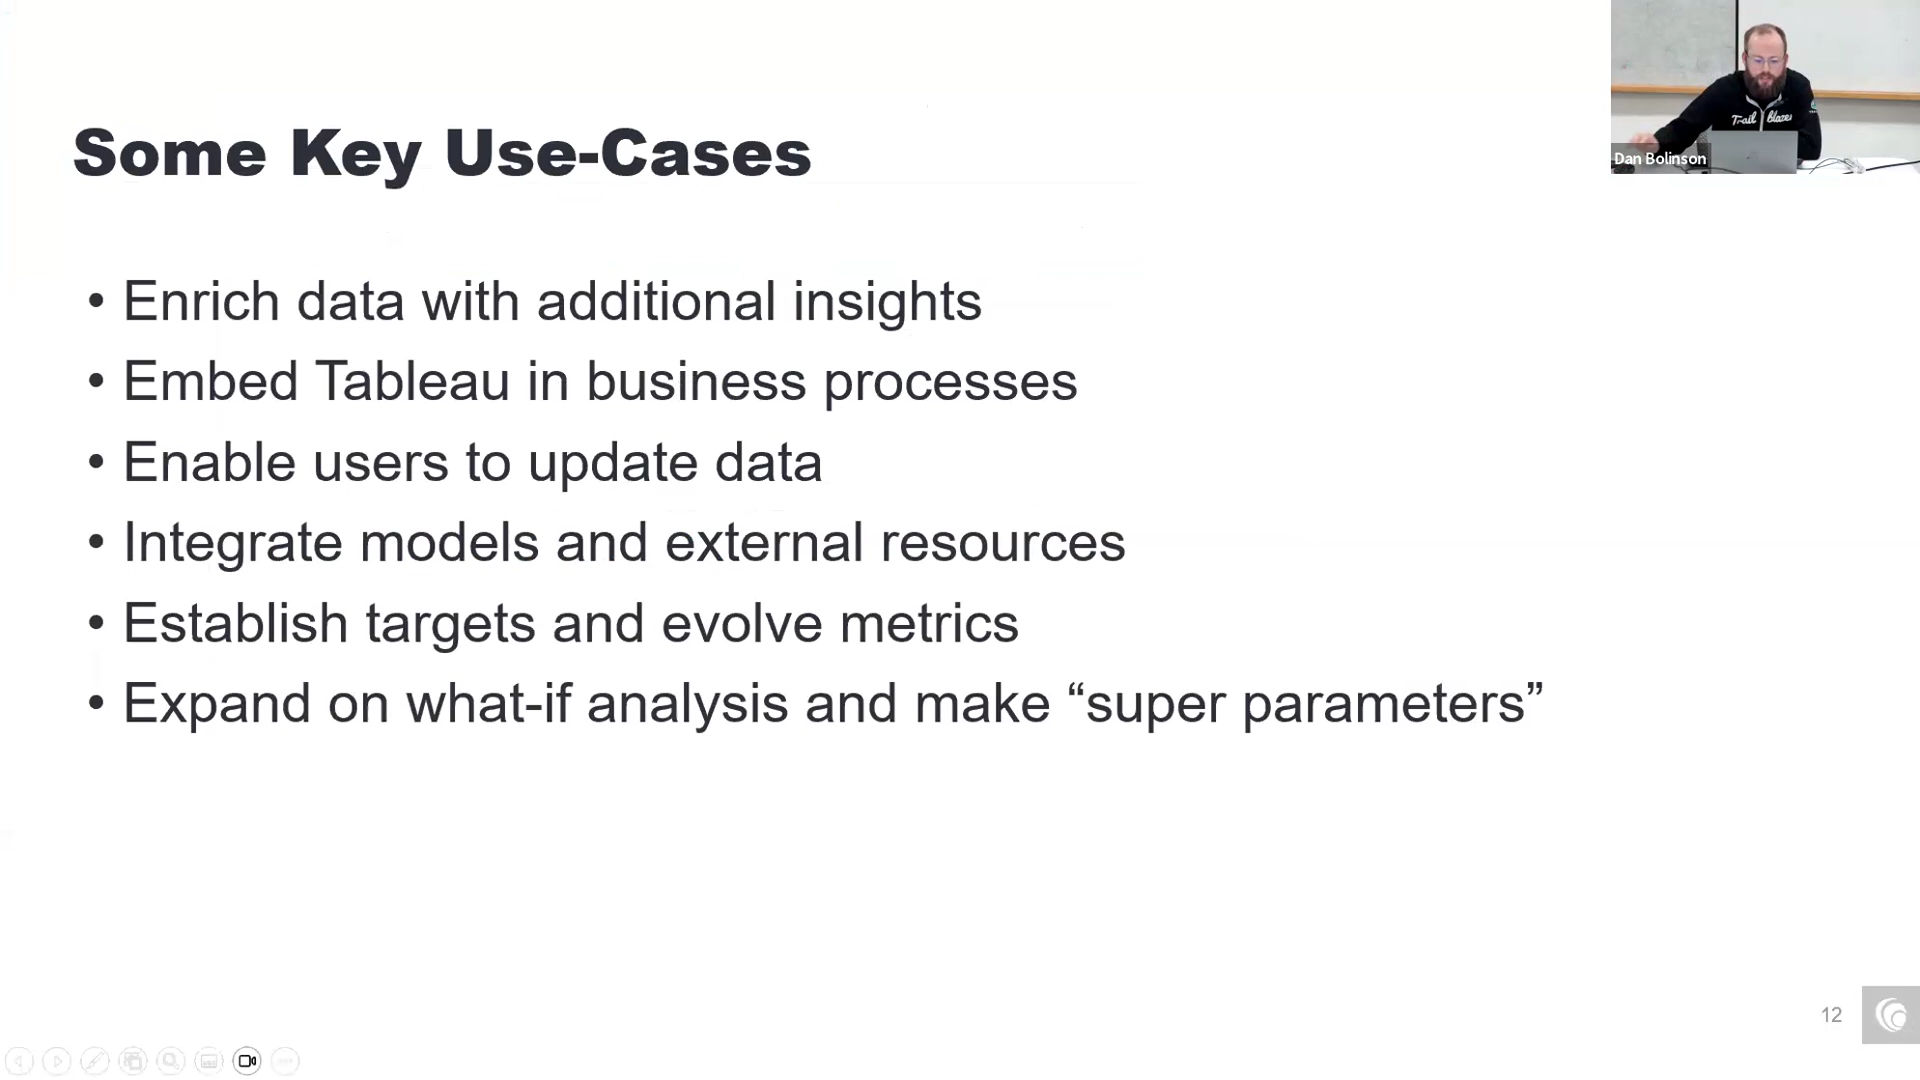 Some Key Use-Cases
• Enrich data with additional insights
• Embed Tableau in business processes
• Enable users to update data
• Integrate models and external resources
• Establish targets and evolve metrics
• Expand on what-if analysis and make “super parameters”
Trail blazer
Dan Bolinson
12